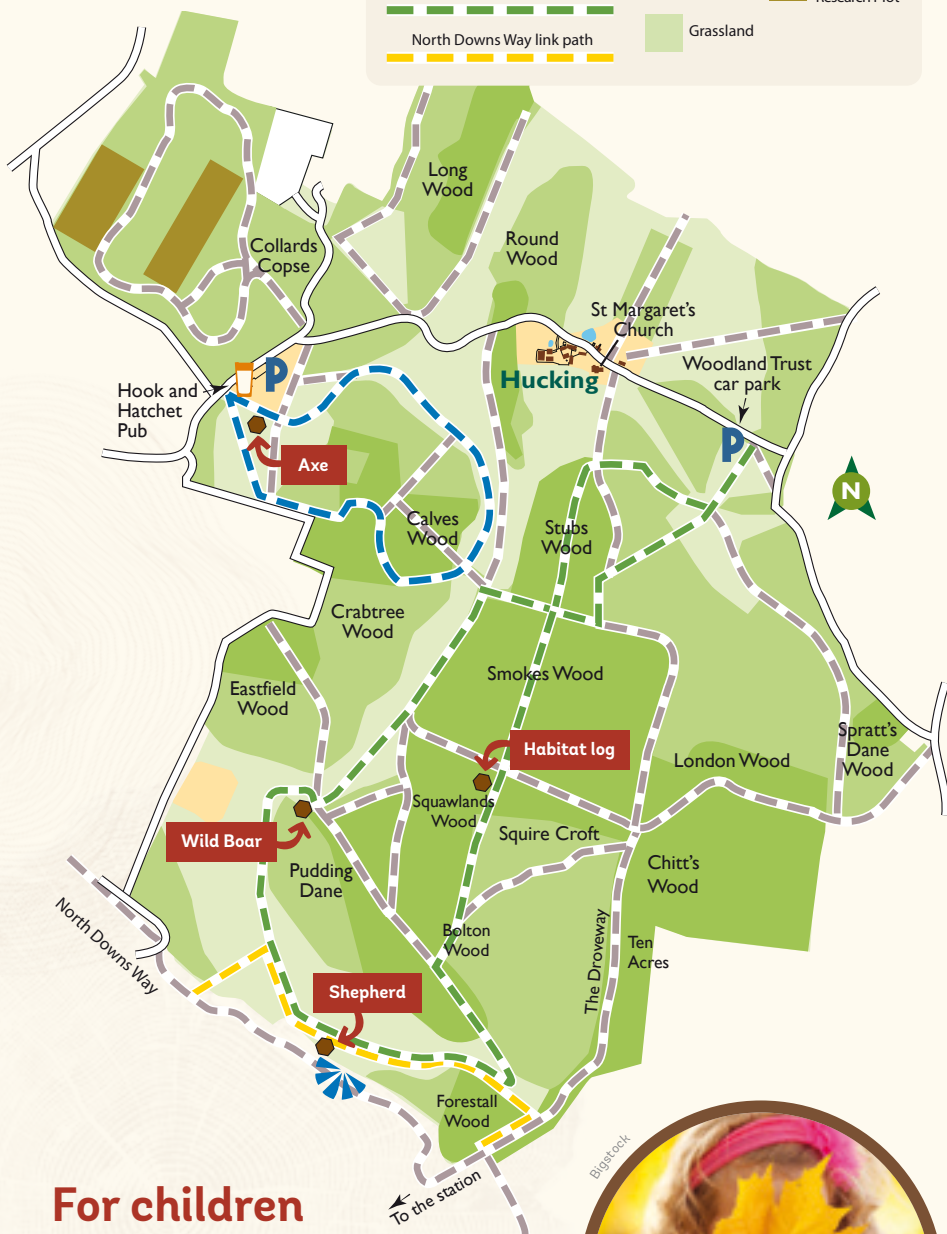 Research Plot
Grassland
North Downs Way link path
Long
Wood
Round
Wood
Collards
Copse
St Margaret's
Church
Woodland Trust
car park
Hucking
P
Hook and
Hatchet
Pub
P
Axe
N
Calves
Wood
Stubs
Wood
Crabtree
Wood
Smokes Wood
Eastfield
Wood
Habitat log
Spratt's
Dane
Wood
London Wood
Squawlands
Wood
Squire Croft
Wild Boar
Pudding
Dane
Chitt's
Wood
Bolton
Wood
The Droveway
Ten
Acres
North Downs Way
Shepherd
Forestall
Wood
To the station
Bigstock
For children